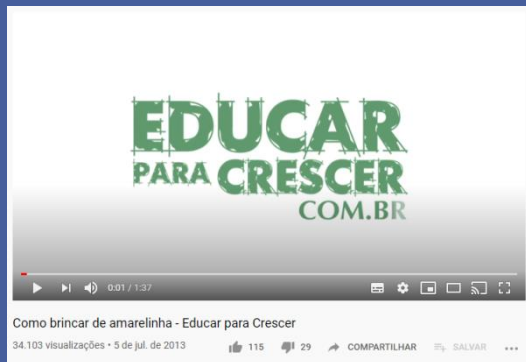 EDUCAR
PARA CRESCER
COM.BR
0:01 / 1:37
Como brincar de amarelinha - Educar para Crescer
34.103 visualizações • 5 de jul. de 2013 115 29 COMPARTILHAR SALVAR